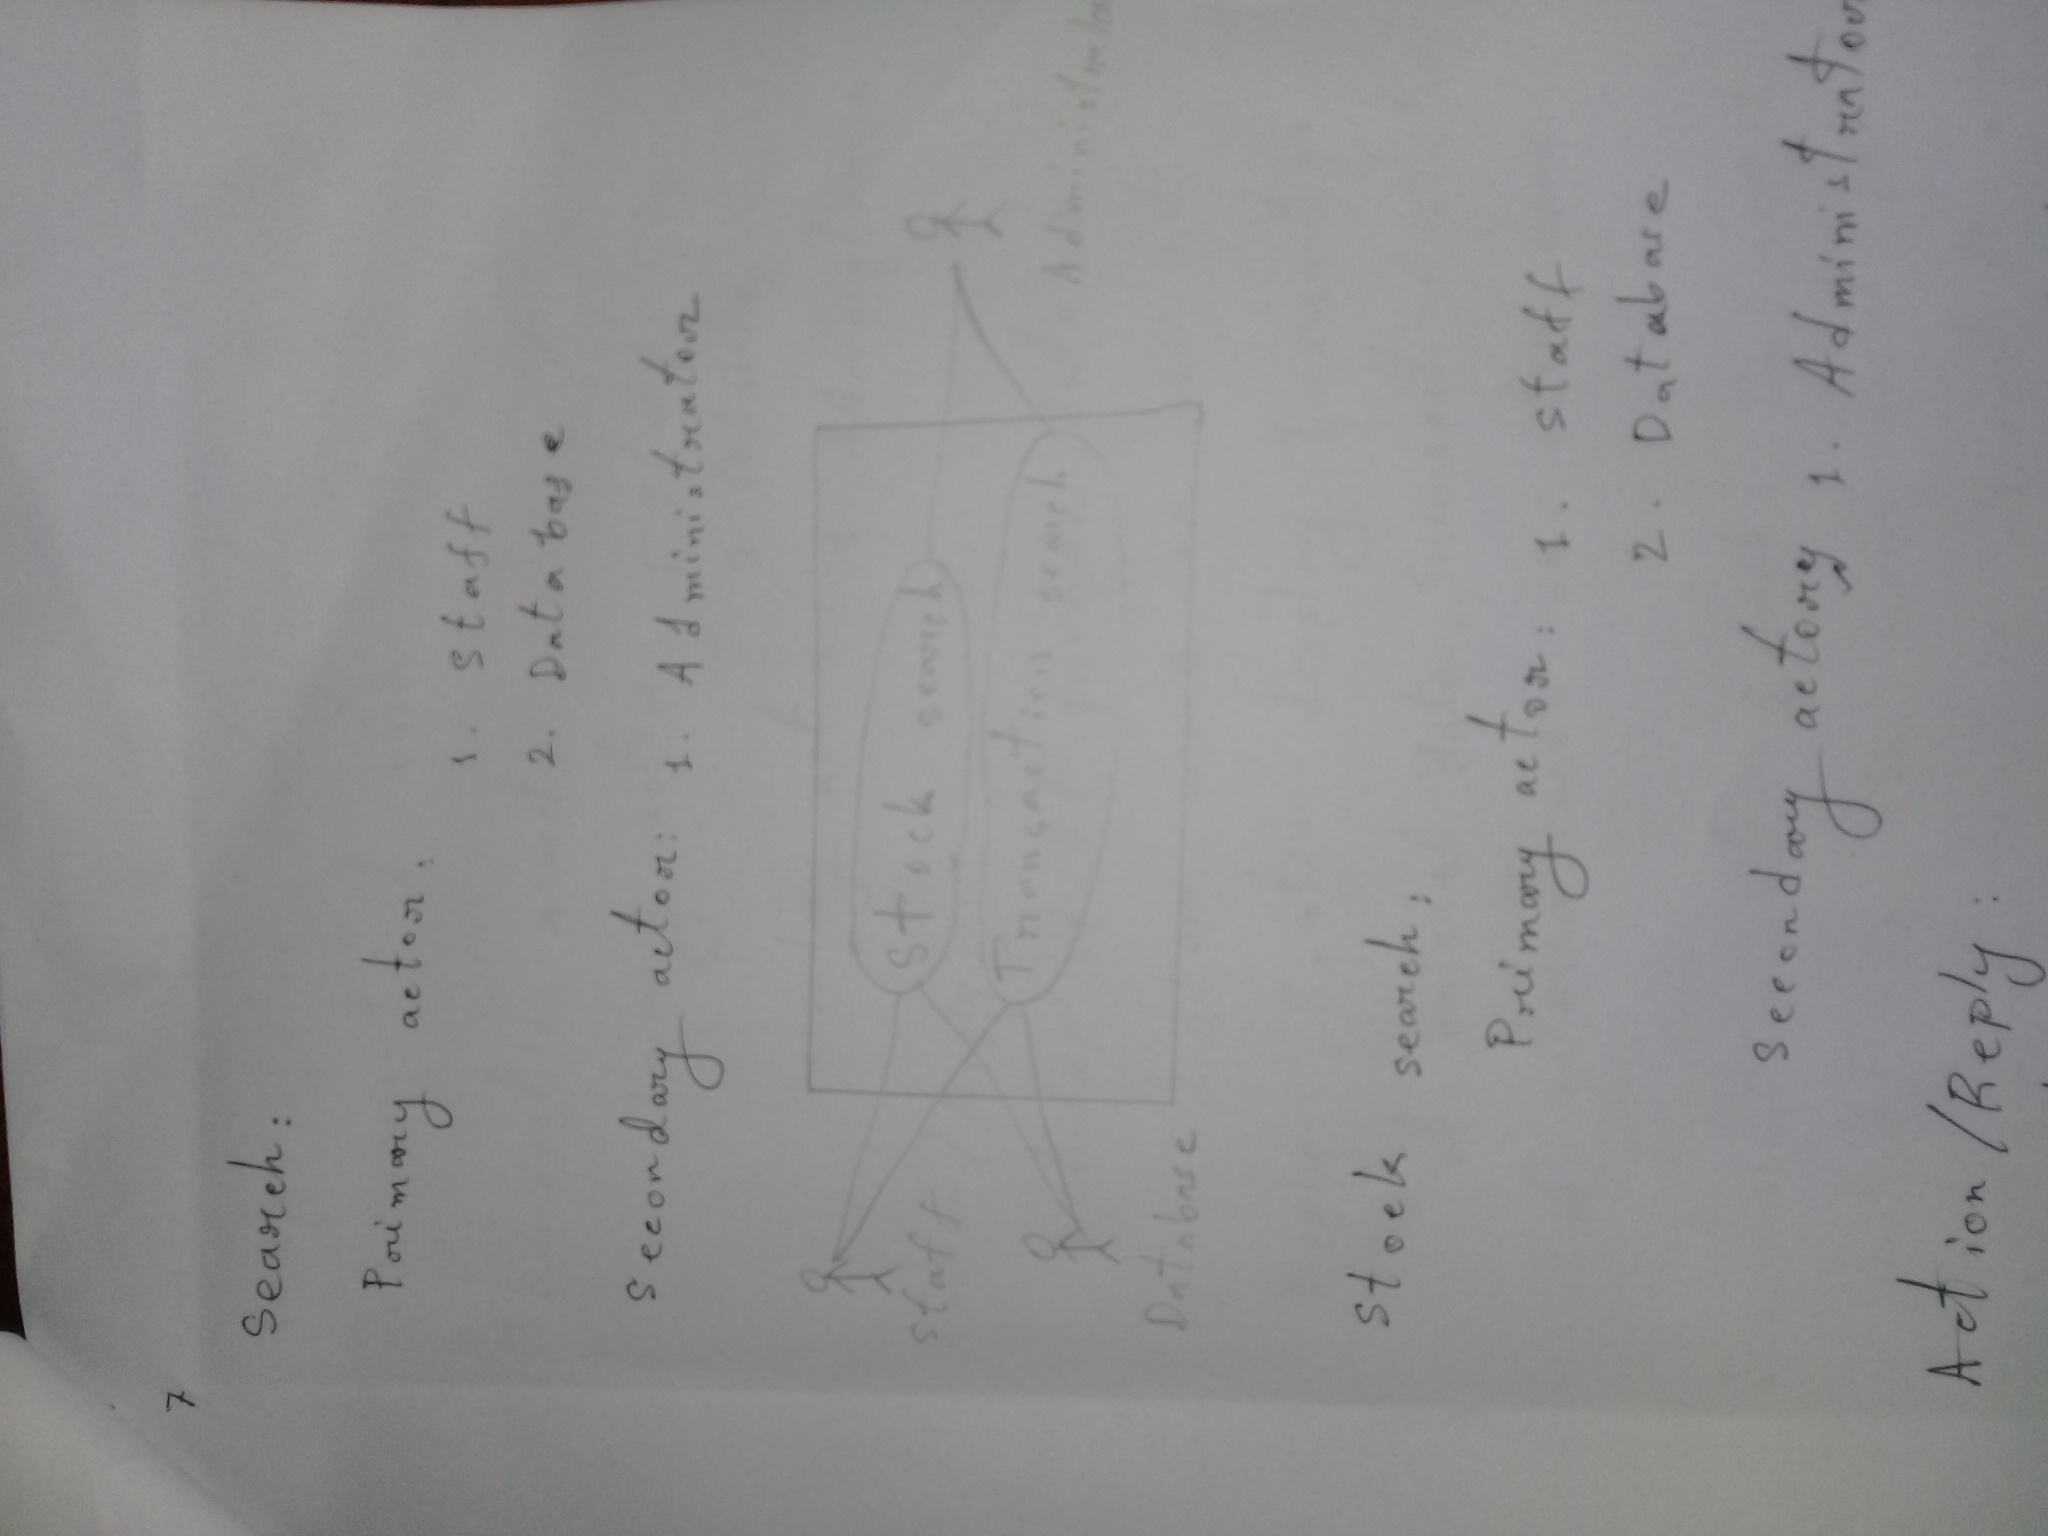 7
Search:
Primary actor:
1. Staff
2. Database
Secondary actor: 1. Administrator
Staff
Stock search
Transaction search
Administrator
Database
Stock search:
Primary actor: 1. Staff
2. Database
Secondary actory 1. Administrator
Action/Reply: